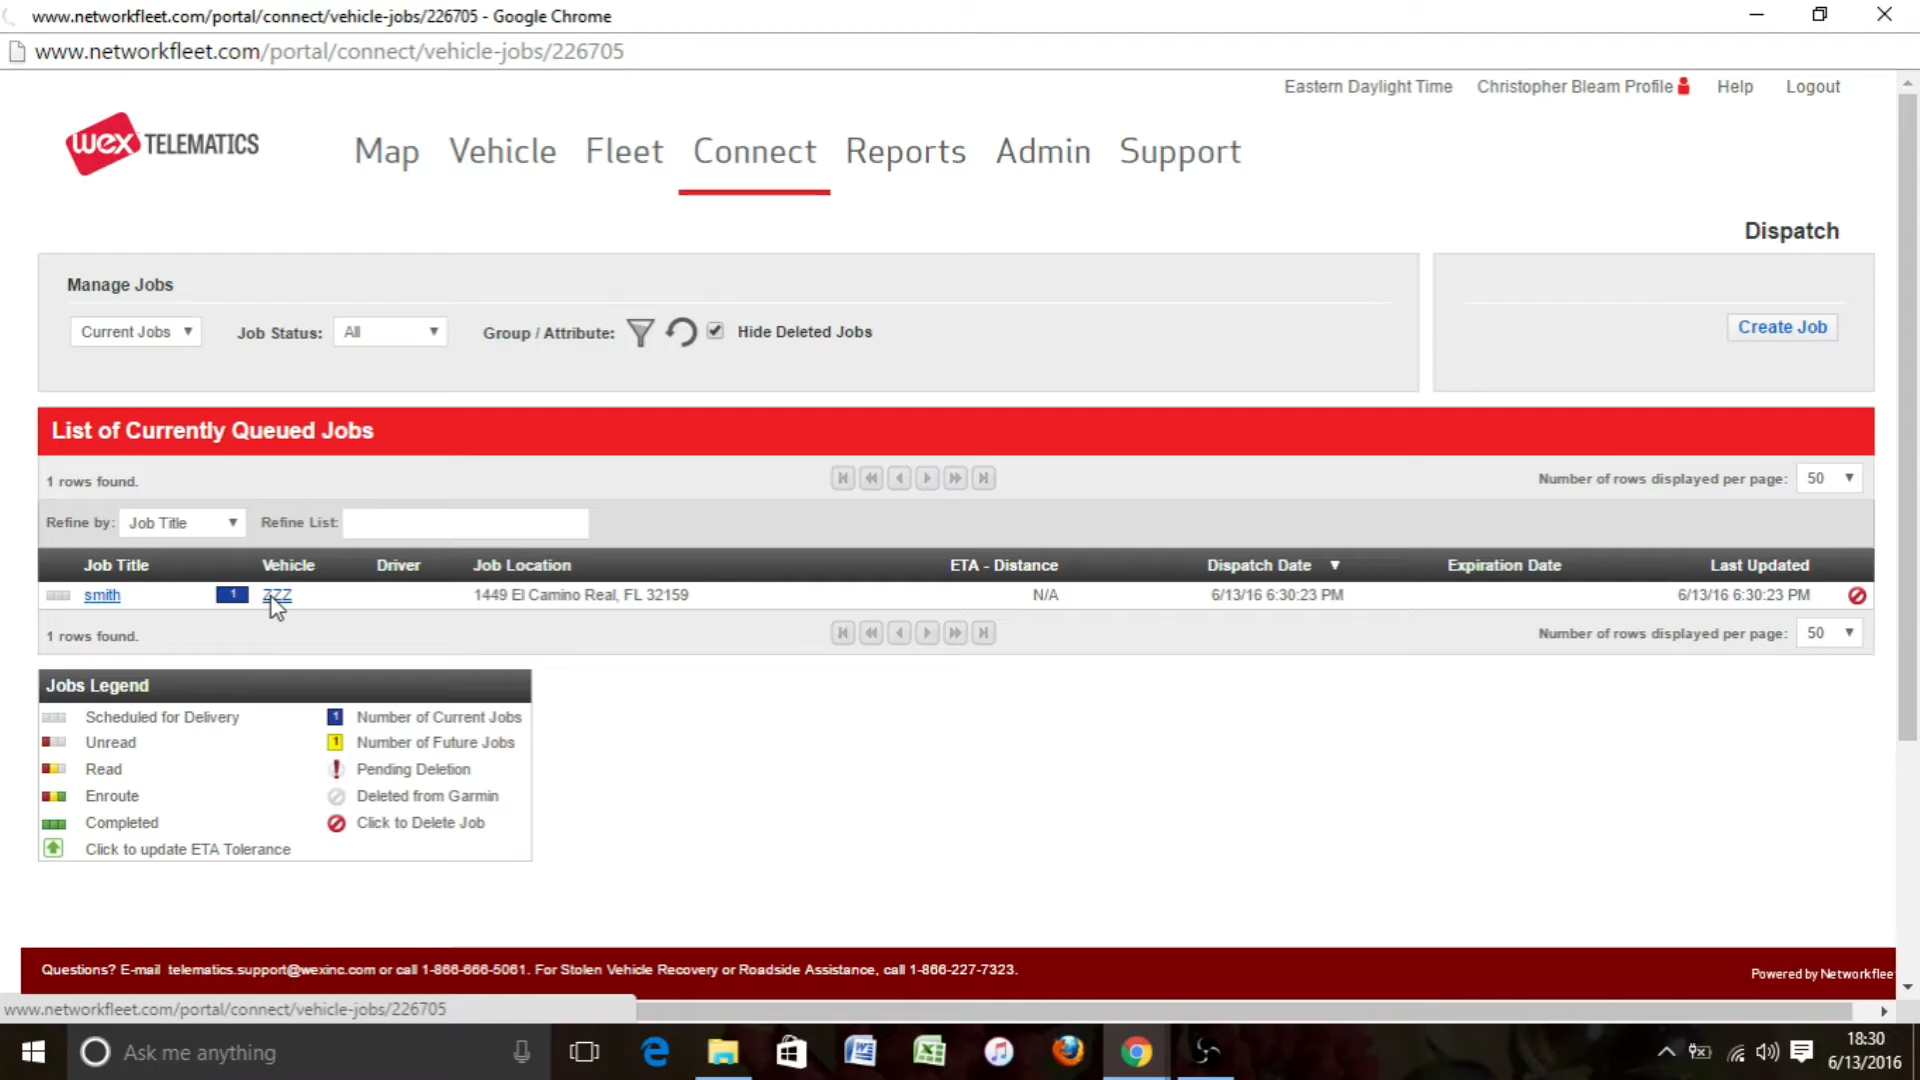 www.networkfleet.com/portal/connect/vehicle-jobs/226705 - Google Chrome
www.networkfleet.com/portal/connect/vehicle-jobs/226705
Eastern Daylight Time Christopher Bleam Profile Help Logout
wex TELEMATICS
Map Vehicle Fleet Connect Reports Admin Support
Dispatch
Manage Jobs
Current Jobs Job Status: All Group / Attribute: Hide Deleted Jobs
Create Job
List of Currently Queued Jobs
1 rows found. Number of rows displayed per page: 50
Refine by: Job Title Refine List:
Job Title Vehicle Driver Job Location ETA - Distance Dispatch Date Expiration Date Last Updated
smith 1 ZZZ 1449 El Camino Real, FL 32159 N/A 6/13/16 6:30:23 PM 6/13/16 6:30:23 PM
1 rows found. Number of rows displayed per page: 50
Jobs Legend
Scheduled for Delivery 1 Number of Current Jobs
Unread 1 Number of Future Jobs
Read Pending Deletion
Enroute Deleted from Garmin
Completed Click to Delete Job
Click to update ETA Tolerance
Questions? E-mail telematics.support@wexinc.com or call 1-866-666-5061. For Stolen Vehicle Recovery or Roadside Assistance, call 1-866-227-7323.
Powered by Networkflee
www.networkfleet.com/portal/connect/vehicle-jobs/226705
Ask me anything
18:30
6/13/2016